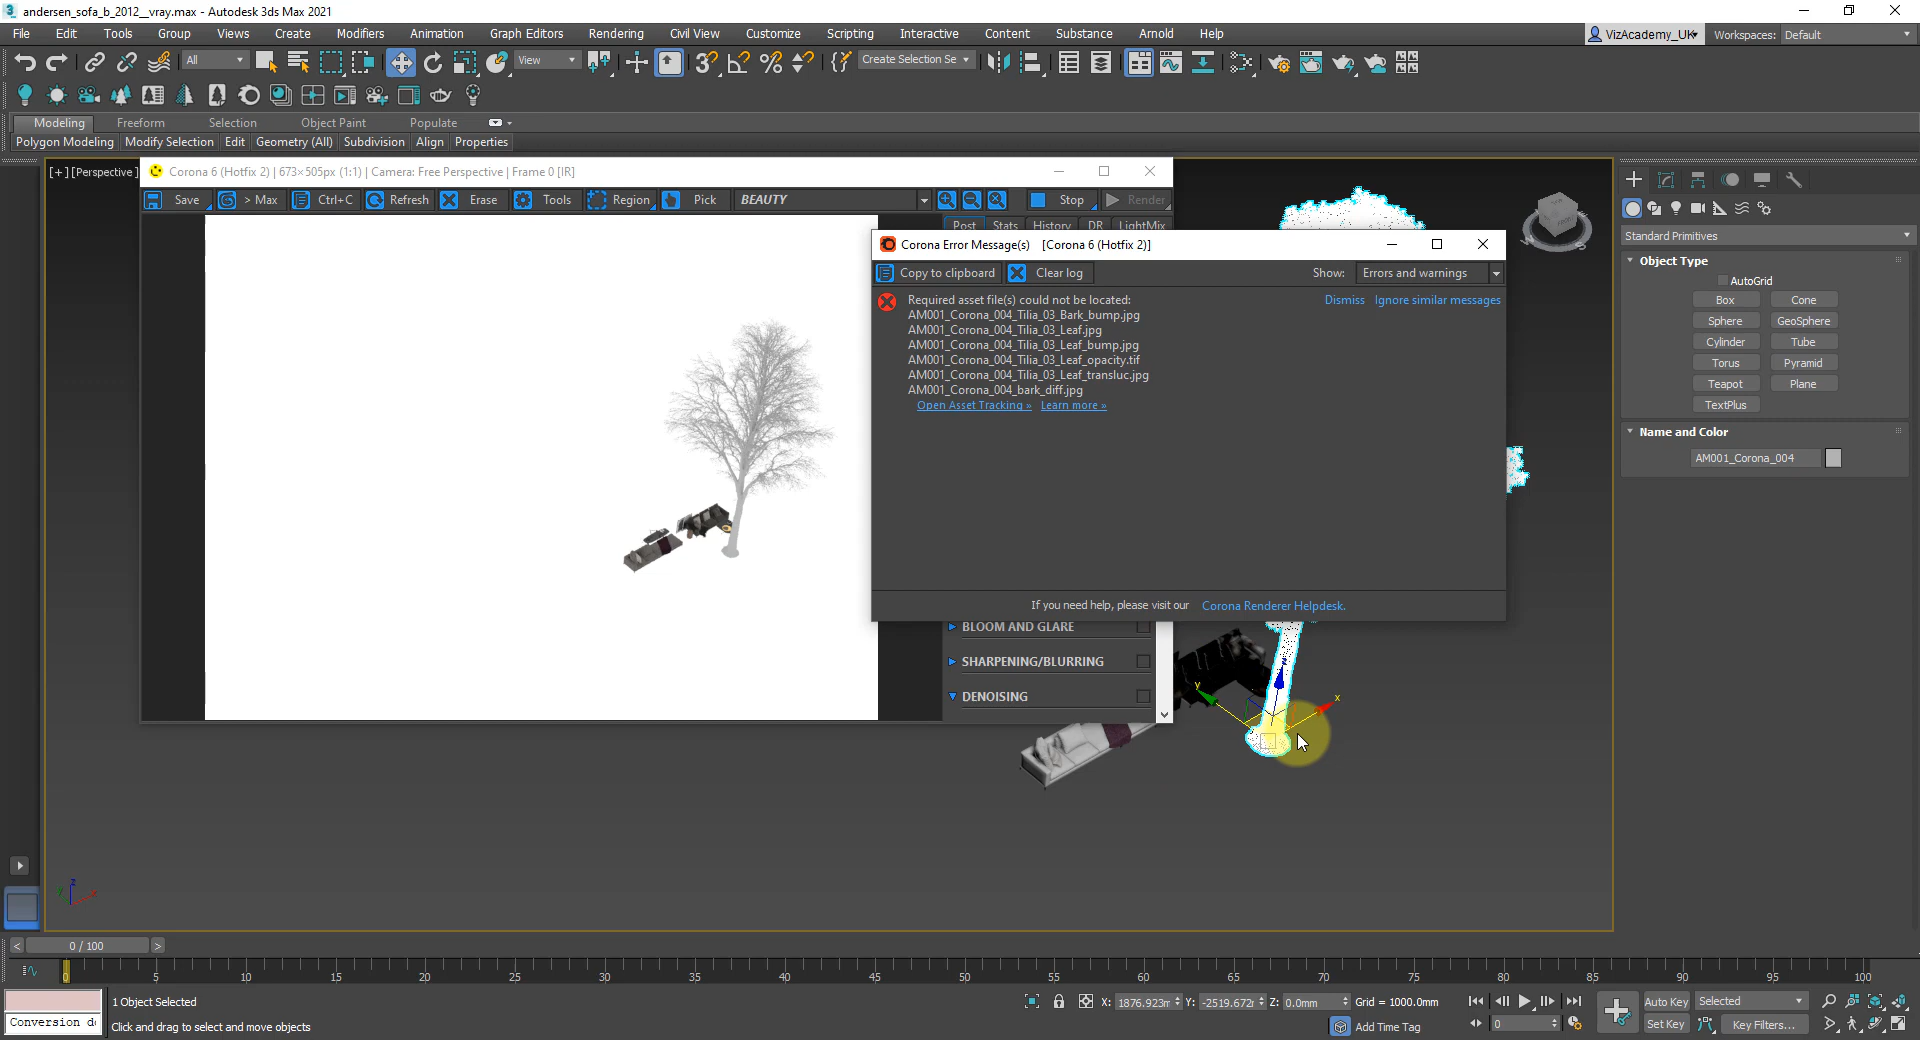 andersen_sofa_b_2012__vray.max - Autodesk 3ds Max 2021
File Edit Tools Group Views Create Modifiers Animation Graph Editors Rendering Civil View Customize Scripting Interactive Content Substance Arnold Help
VizAcademy_UK Workspaces: Default
All View Create Selection Se
Modeling Freeform Selection Object Paint Populate
Polygon Modeling Modify Selection Edit Geometry (All) Subdivision Align Properties
[+] [Perspective]
Corona 6 (Hotfix 2) | 673×505px (1:1) | Camera: Free Perspective | Frame 0 [IR]
Save > Max Ctrl+C Refresh Erase Tools Region Pick BEAUTY Stop Render
Post Stats History DR LightMix
Corona Error Message(s) [Corona 6 (Hotfix 2)]
Copy to clipboard Clear log Show: Errors and warnings
Required asset file(s) could not be located: Dismiss Ignore similar messages
AM001_Corona_004_Tilia_03_Bark_bump.jpg
AM001_Corona_004_Tilia_03_Leaf.jpg
AM001_Corona_004_Tilia_03_Leaf_bump.jpg
AM001_Corona_004_Tilia_03_Leaf_opacity.tif
AM001_Corona_004_Tilia_03_Leaf_transluc.jpg
AM001_Corona_004_bark_diff.jpg
Open Asset Tracking » Learn more »
If you need help, please visit our Corona Renderer Helpdesk.
BLOOM AND GLARE
SHARPENING/BLURRING
DENOISING
Standard Primitives
Object Type
AutoGrid
Box Cone
Sphere GeoSphere
Cylinder Tube
Torus Pyramid
Teapot Plane
TextPlus
Name and Color
AM001_Corona_004
y x
z
0 / 100
0 5 10 15 20 25 30 35 40 45 50 55 60 65 70 75 80 85 90 95 100
1 Object Selected X: 1876.923m Y: -2519.672m Z: 0.0mm Grid = 1000.0mm Auto Key Selected
Conversion d Click and drag to select and move objects Add Time Tag 0 Set Key Key Filters...